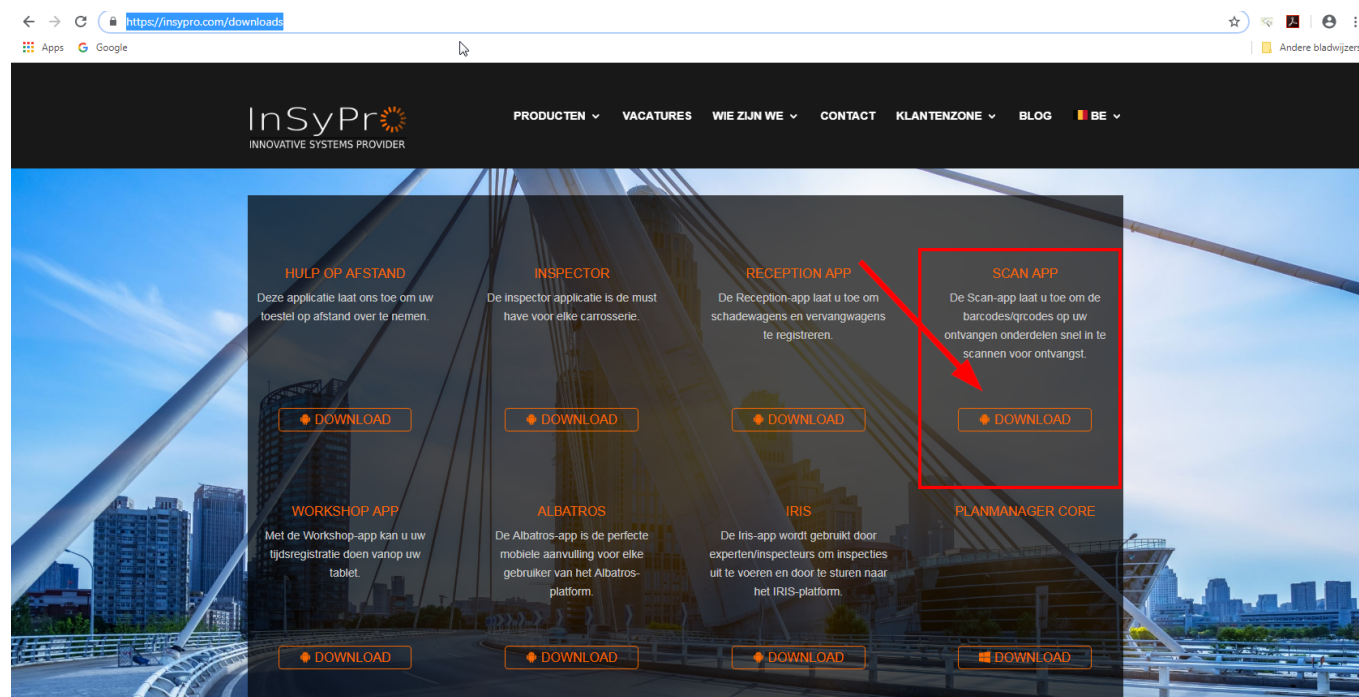 https://insypro.com/downloads
Apps Google Andere bladwijzers
InSyPro
INNOVATIVE SYSTEMS PROVIDER
PRODUCTEN VACATURES WIE ZIJN WE CONTACT KLANTENZONE BLOG BE
HULP OP AFSTAND
Deze applicatie laat ons toe om uw
toestel op afstand over te nemen.
DOWNLOAD
INSPECTOR
De inspector applicatie is de must
have voor elke carrosserie.
DOWNLOAD
RECEPTION APP
De Reception-app laat u toe om
schadewagens en vervangwagens
te registreren.
DOWNLOAD
SCAN APP
De Scan-app laat u toe om de
barcodes/qrcodes op uw
ontvangen onderdelen snel in te
scannen voor ontvangst.
DOWNLOAD
WORKSHOP APP
Met de Workshop-app kan u uw
tijdsregistratie doen vanop uw
tablet.
DOWNLOAD
ALBATROS
De Albatros-app is de perfecte
mobiele aanvulling voor elke
gebruiker van het Albatros-
platform.
DOWNLOAD
IRIS
De Iris-app wordt gebruikt door
experten/inspecteurs om inspecties
uit te voeren en door te sturen naar
het IRIS-platform.
DOWNLOAD
PLANMANAGER CORE
DOWNLOAD